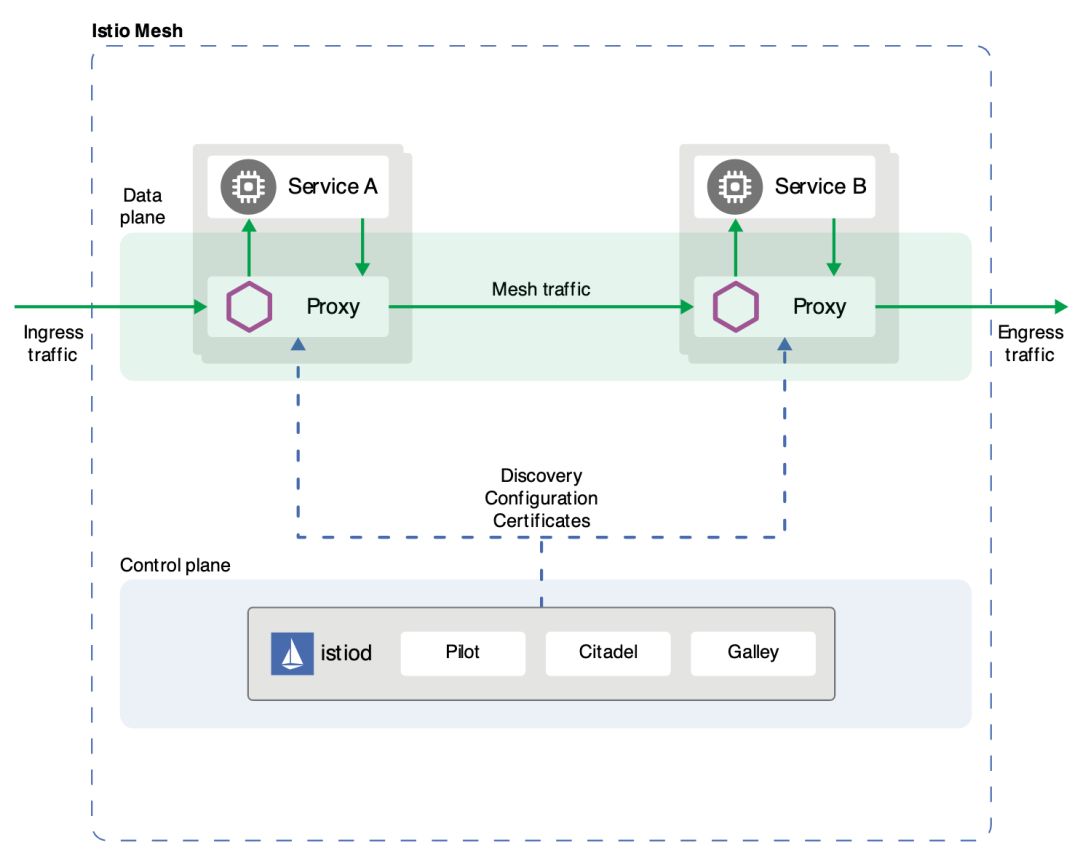 Istio Mesh
Data
plane
Service A
Service B
Proxy
Mesh traffic
Proxy
Ingress
traffic
Engress
traffic
Discovery
Configuration
Certificates
Control plane
istiod
Pilot
Citadel
Galley